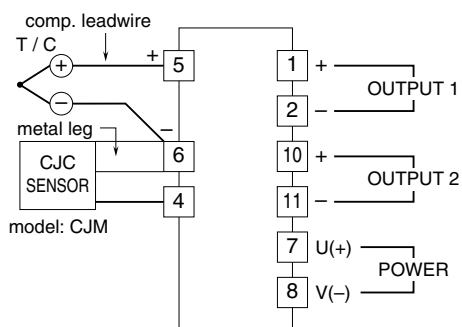 comp. leadwire
T / C
+
+
5
1
+
OUTPUT 1
–
2
–
–
metal leg
6
10
+
CJC
SENSOR
OUTPUT 2
4
11
–
model: CJM
7
U(+)
POWER
8
V(–)